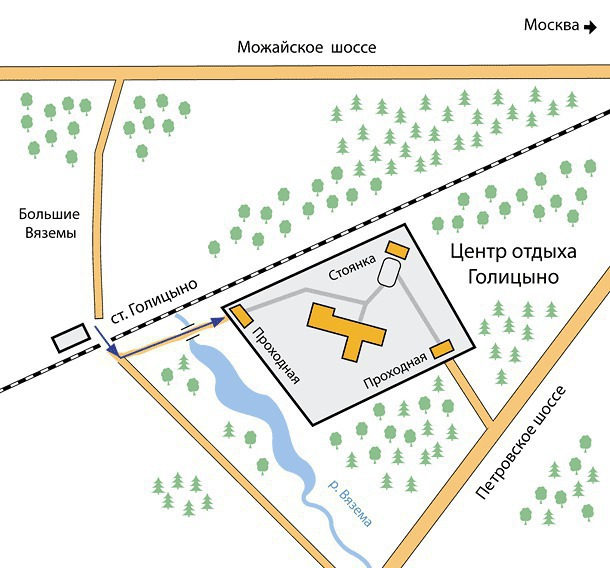 Москва
Можайское шоссе
Большие
Вяземы
ст. Голицыно
Стоянка
Центр отдыха
Голицыно
Проходная
Проходная
Петровское шоссе
р. Вязема